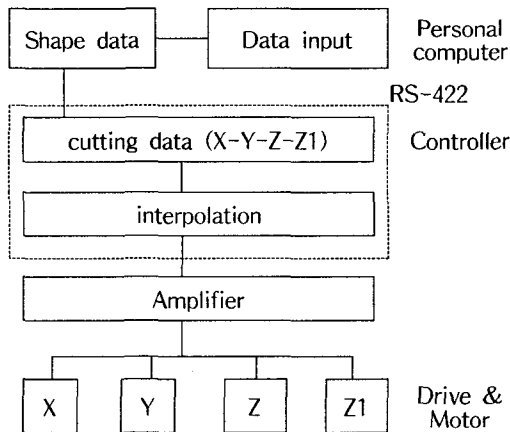 Shape data
Data input
Personal
computer
RS-422
cutting data (X-Y-Z-Z1)
Controller
interpolation
Amplifier
X
Y
Z
Z1
Drive &
Motor